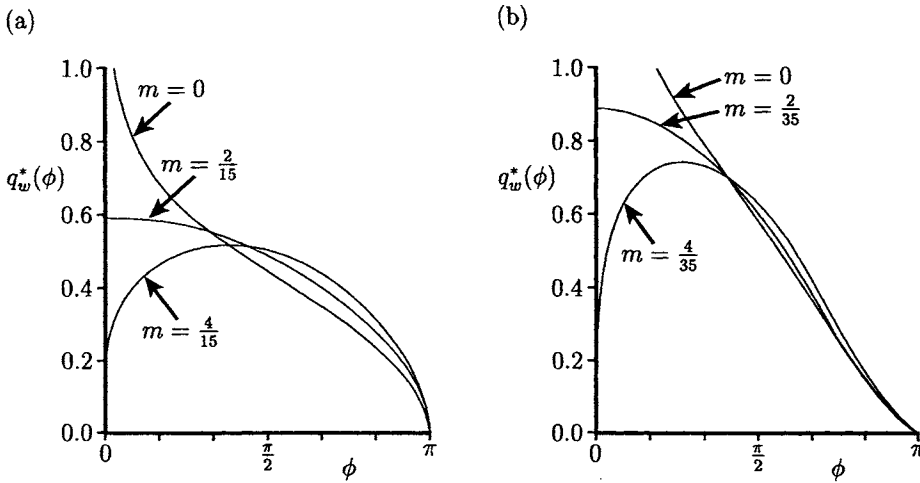 (a)
1.0
0.8
q*_w(ϕ)
0.6
0.4
0.2
0.0
m = 0
m = 2/15
m = 4/15
0
π/2
ϕ
π
(b)
1.0
0.8
q*_w(ϕ)
0.6
0.4
0.2
0.0
m = 0
m = 2/35
m = 4/35
0
π/2
ϕ
π